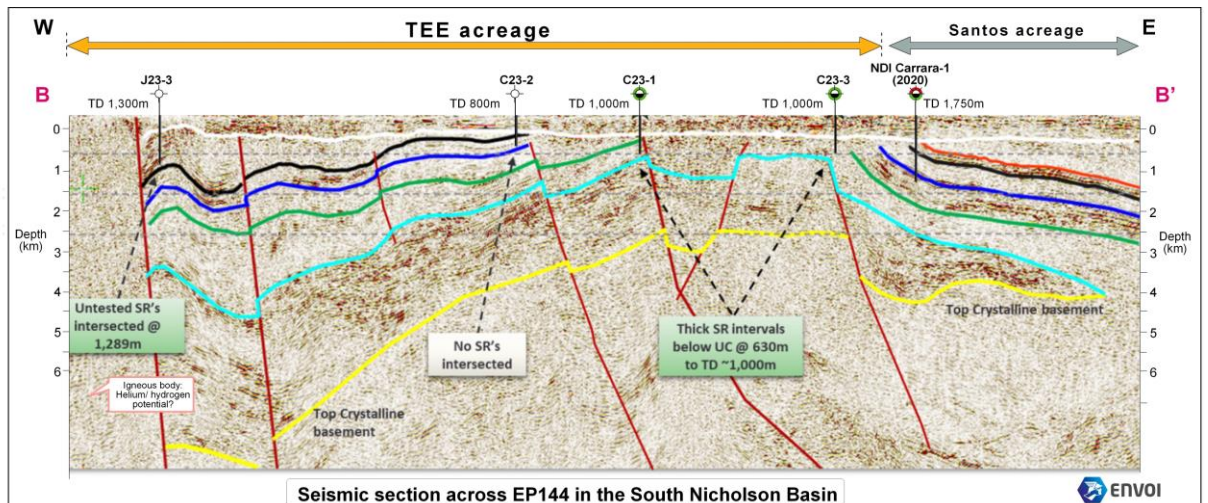 W
TEE acreage
Santos acreage
E
NDI Carrara-1
(2020)
J23-3
C23-2
C23-1
C23-3
B
TD 1,300m
TD 800m
TD 1,000m
TD 1,000m
TD 1,750m
B'
0
1
2
Depth
(km)
3
4
5
6
0
1
2
Depth
(km)
3
4
5
6
Untested SR's
intersected @
1,289m
No SR's
intersected
Thick SR intervals
below UC @ 630m
to TD ~1,000m
Top Crystalline basement
Igneous body:
Helium/ hydrogen
potential?
Top Crystalline
basement
Seismic section across EP144 in the South Nicholson Basin
ENVOI